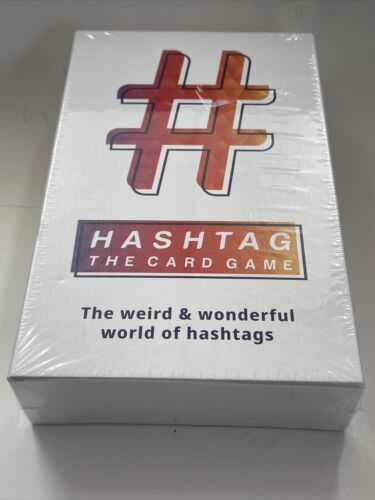 #
HASHTAG
THE CARD GAME
The weird & wonderful
world of hashtags